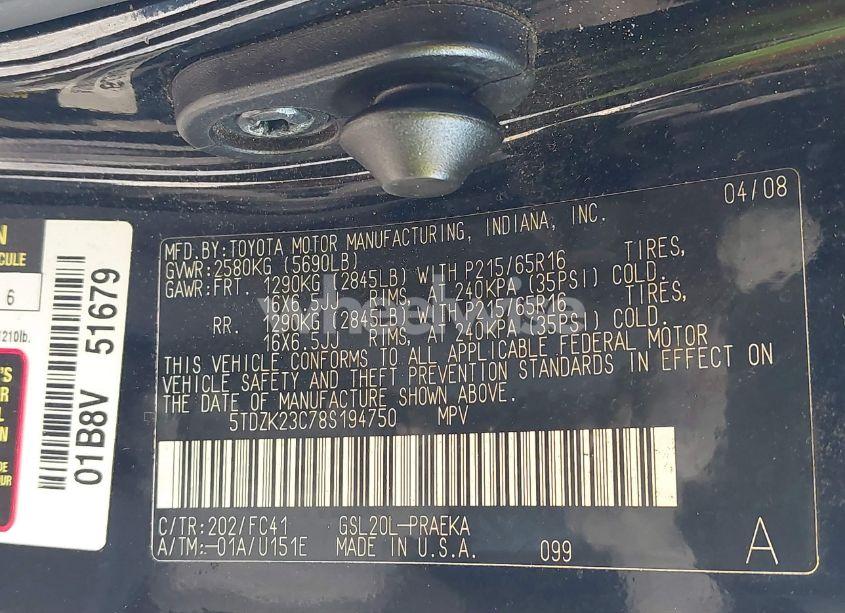 04/08
MFD.BY:TOYOTA MOTOR MANUFACTURING, INDIANA, INC.
GVWR:2580KG (5690LB)
GAWR:FRT. 1290KG (2845LB) WITH P215/65R16 TIRES,
16X6.5JJ RIMS, AT 240KPA (35PSI) COLD.
RR. 1290KG (2845LB) WITH P215/65R16 TIRES,
16X6.5JJ RIMS, AT 240KPA (35PSI) COLD.
THIS VEHICLE CONFORMS TO ALL APPLICABLE FEDERAL MOTOR
VEHICLE SAFETY AND THEFT PREVENTION STANDARDS IN EFFECT ON
THE DATE OF MANUFACTURE SHOWN ABOVE.
5TDZK23C78S194750 MPV
C/TR:202/FC41 GSL20L-PRAEKA
A/TM:-01A/U151E MADE IN U.S.A. 099 A
01B8V 51679
6
1210lb.
wheelwise